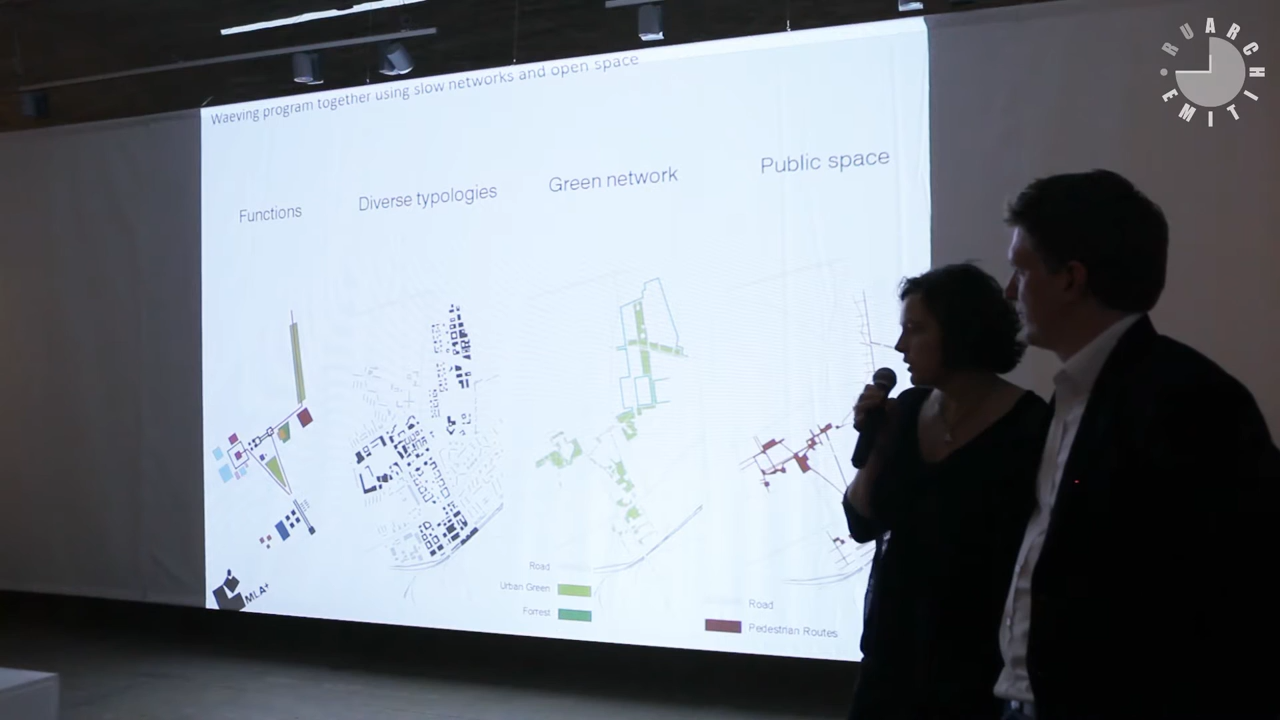 RUARCH
EMIT!
Waeving program together using slow networks and open space
Functions
Diverse typologies
Green network
Public space
Road
Urban Green
Forrest
Road
Pedestrian Routes
MLA+